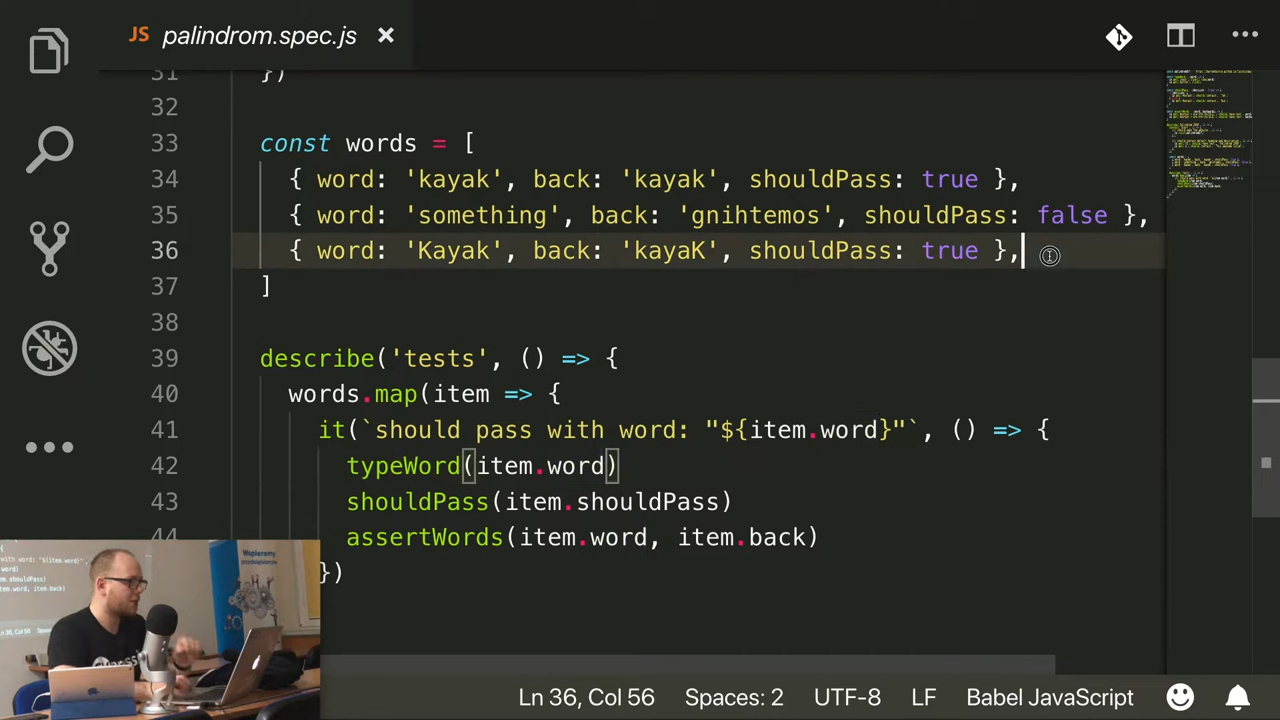 JS palindrom.spec.js
31 })
32
33 const words = [
34 { word: 'kayak', back: 'kayak', shouldPass: true },
35 { word: 'something', back: 'gnihtemos', shouldPass: false },
36 { word: 'Kayak', back: 'kayaK', shouldPass: true },
37 ]
38
39 describe('tests', () => {
40 words.map(item => {
41 it(`should pass with word: "${item.word}"`, () => {
42 typeWord(item.word)
43 shouldPass(item.shouldPass)
44 assertWords(item.word, item.back)
})
Wspieramy
Ln 36, Col 56 Spaces: 2 UTF-8 LF Babel JavaScript